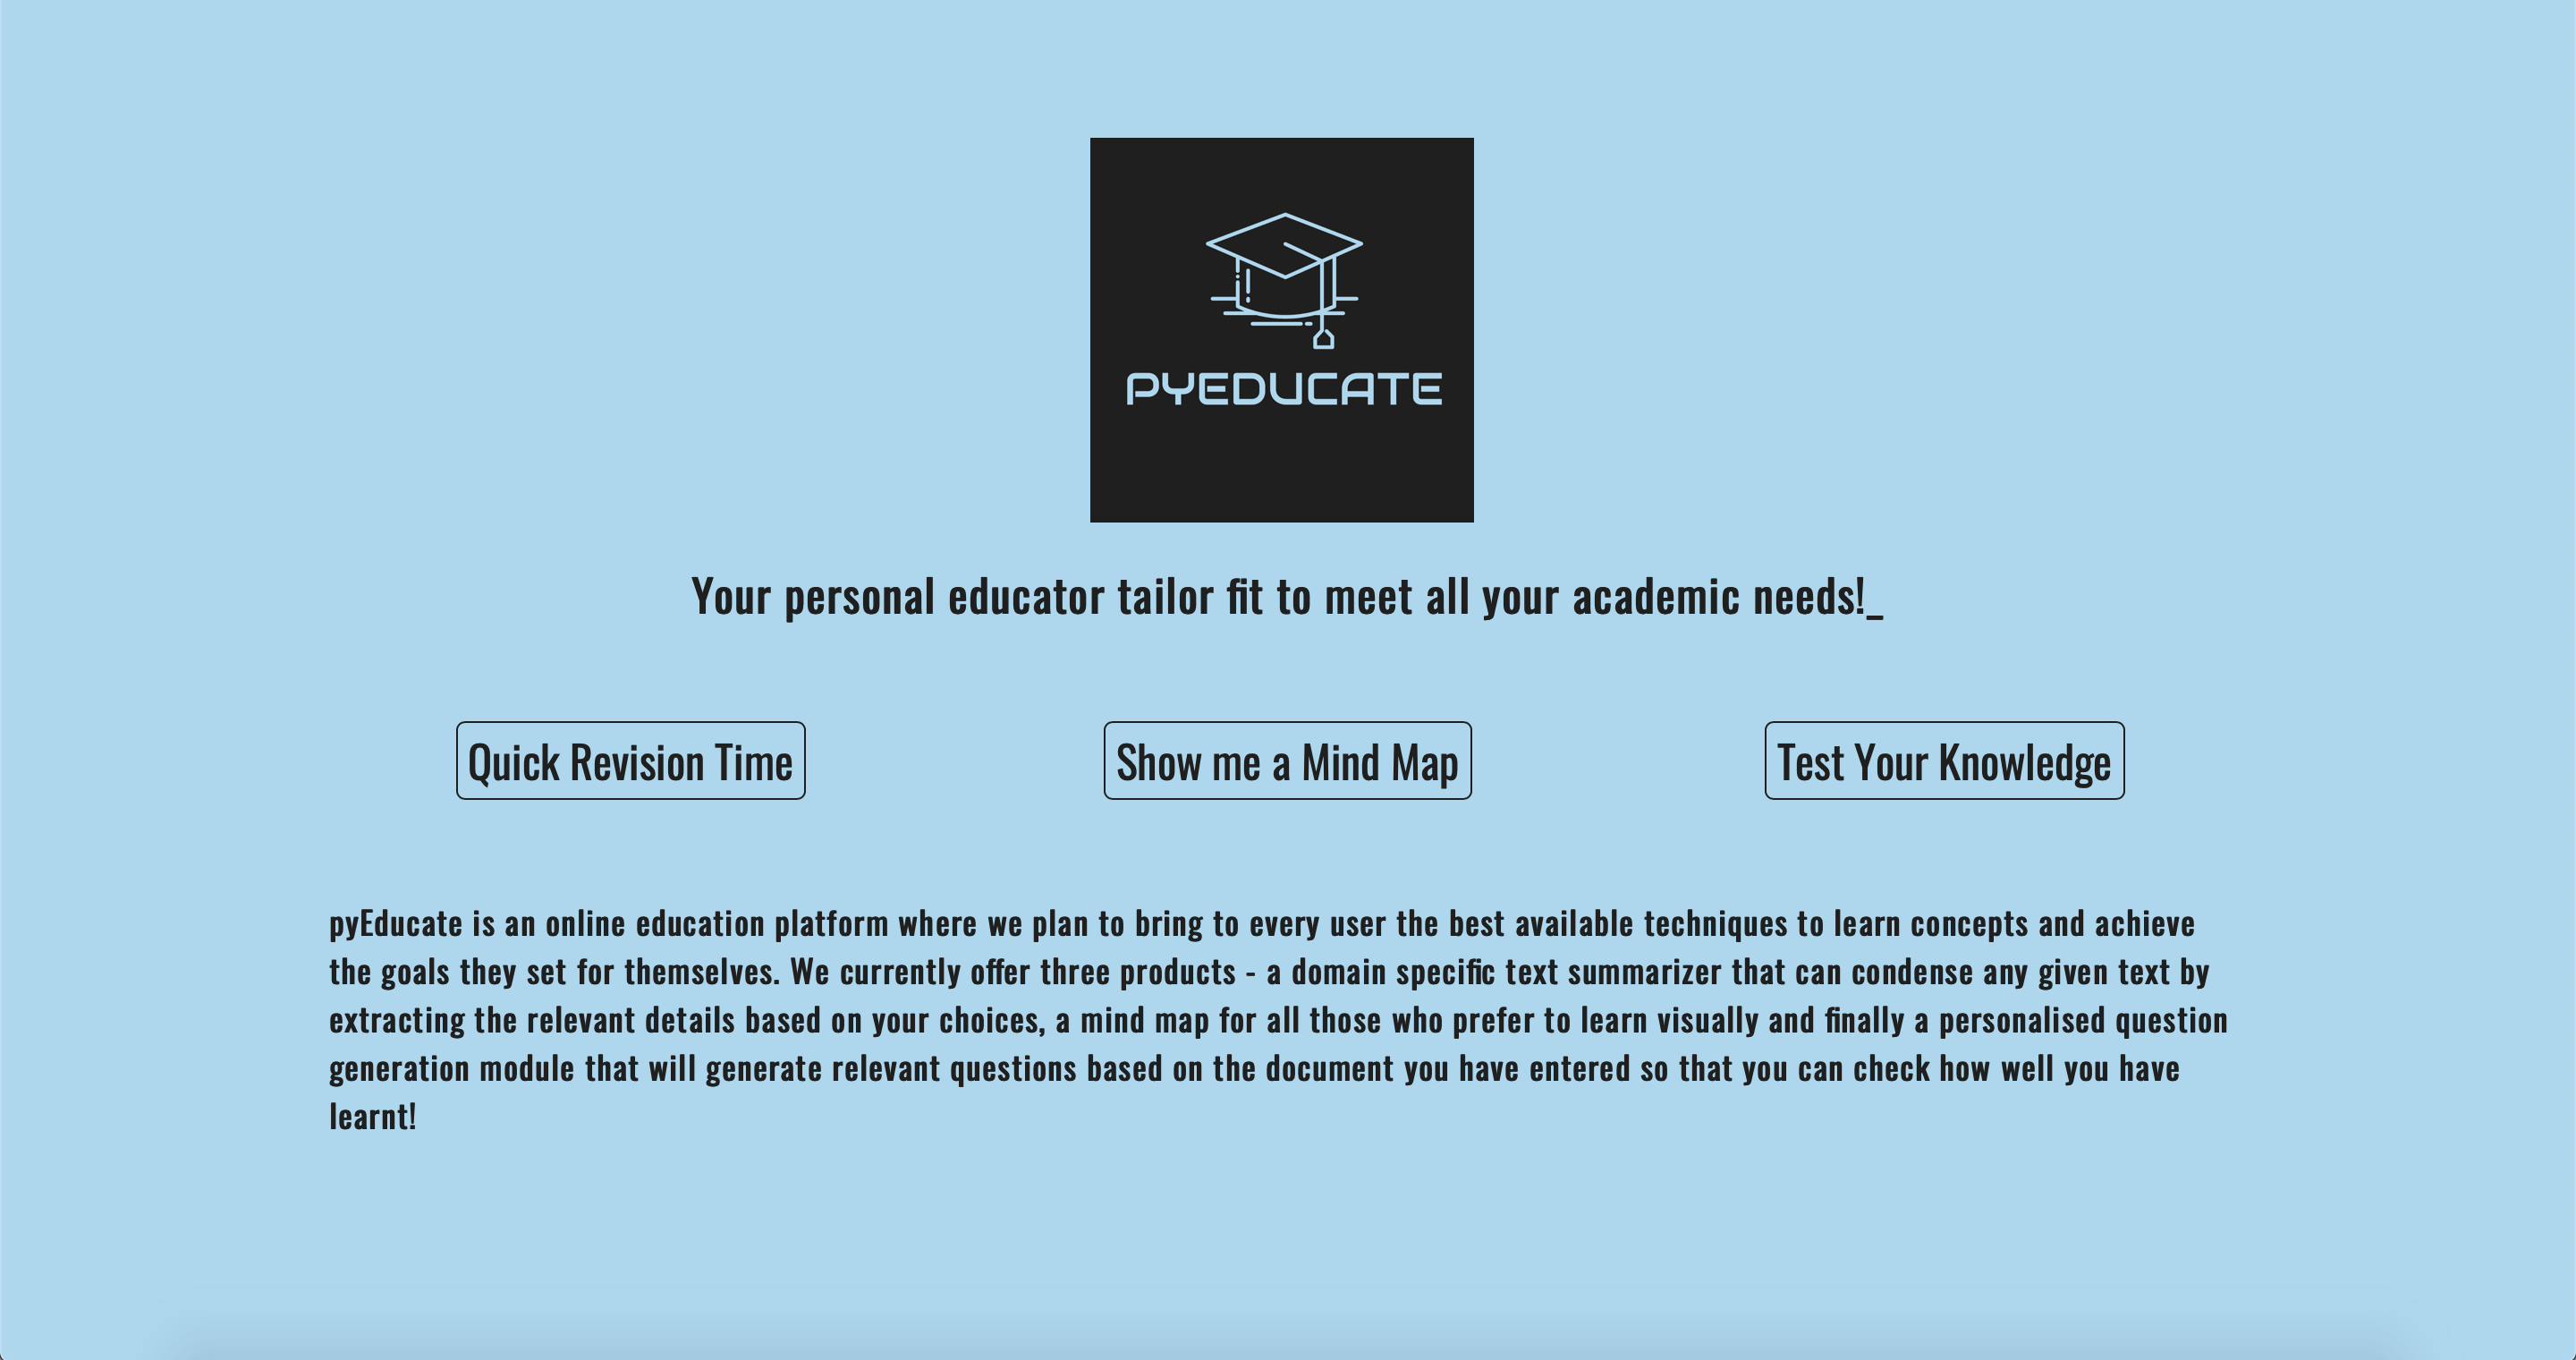 PYEDUCATE
Your personal educator tailor fit to meet all your academic needs!_
Quick Revision Time
Show me a Mind Map
Test Your Knowledge
pyEducate is an online education platform where we plan to bring to every user the best available techniques to learn concepts and achieve
the goals they set for themselves. We currently offer three products - a domain specific text summarizer that can condense any given text by
extracting the relevant details based on your choices, a mind map for all those who prefer to learn visually and finally a personalised question
generation module that will generate relevant questions based on the document you have entered so that you can check how well you have
learnt!